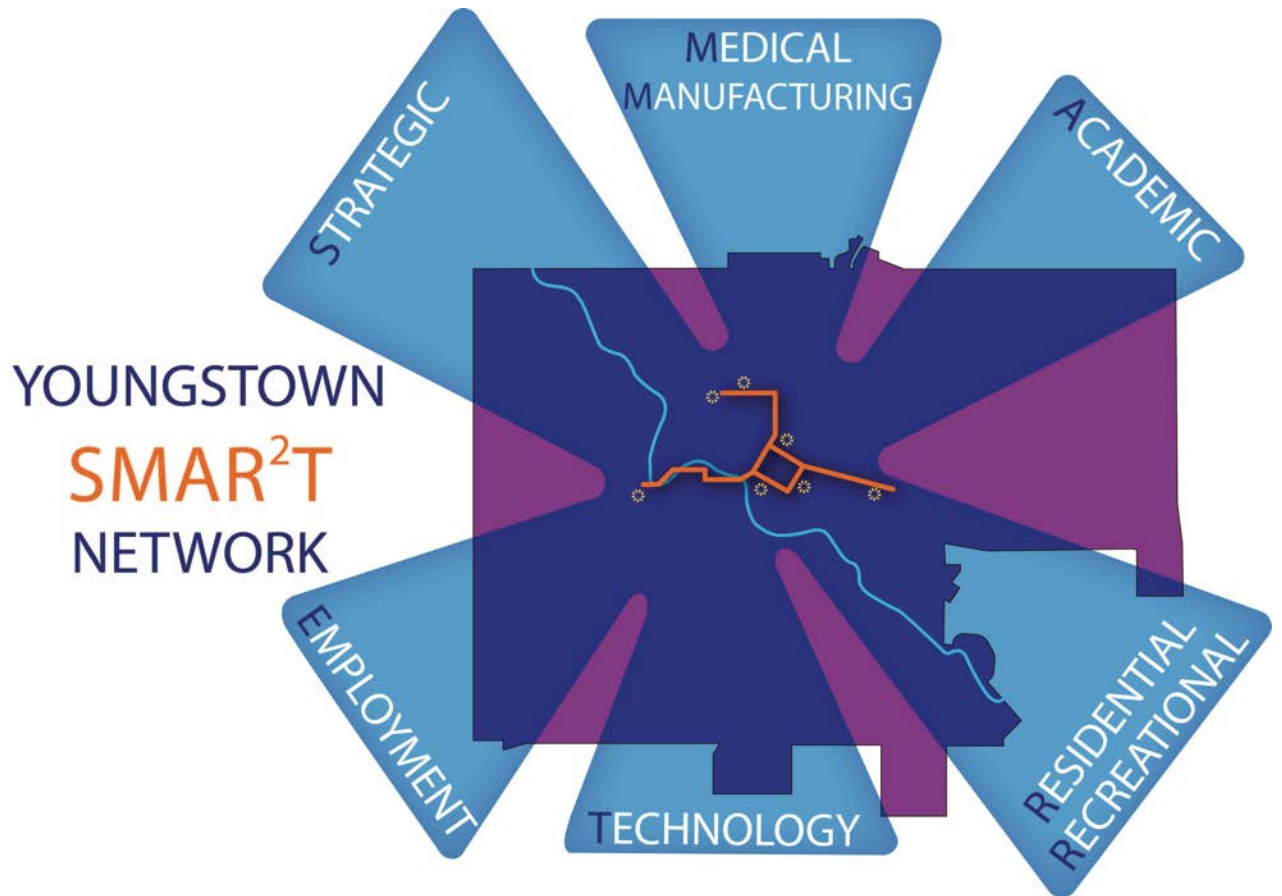 STRATEGIC
MEDICAL
MANUFACTURING
ACADEMIC
YOUNGSTOWN
SMAR²T
NETWORK
EMPLOYMENT
TECHNOLOGY
RESIDENTIAL
RECREATIONAL